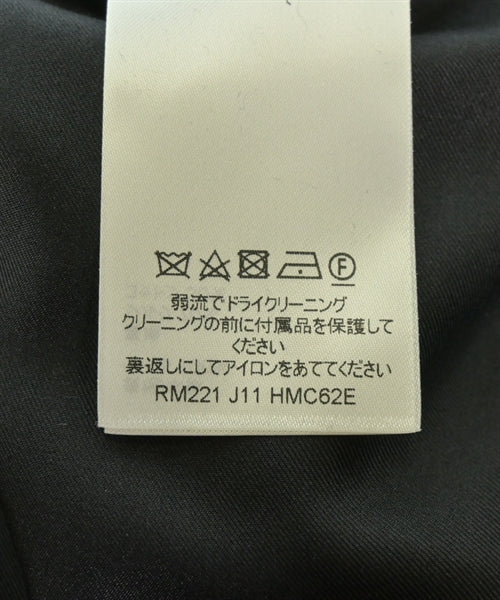 F
弱流でドライクリーニング
クリーニングの前に付属品を保護して
ください
裏返しにしてアイロンをあててください
RM221 J11 HMC62E